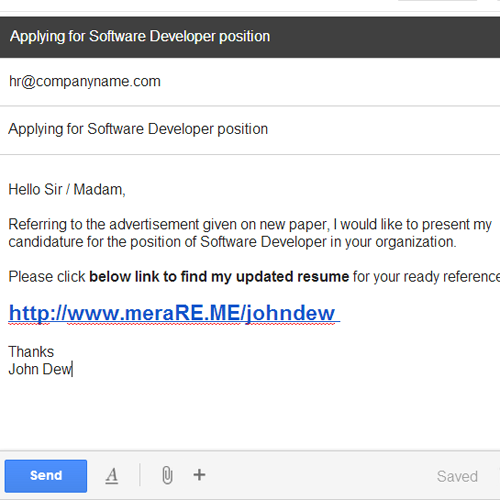 Applying for Software Developer position
hr@companyname.com
Applying for Software Developer position
Hello Sir / Madam,
Referring to the advertisement given on new paper, I would like to present my
candidature for the position of Software Developer in your organization.
Please click below link to find my updated resume for your ready reference
http://www.meraRE.ME/johndew
Thanks
John Dew
Send A Saved